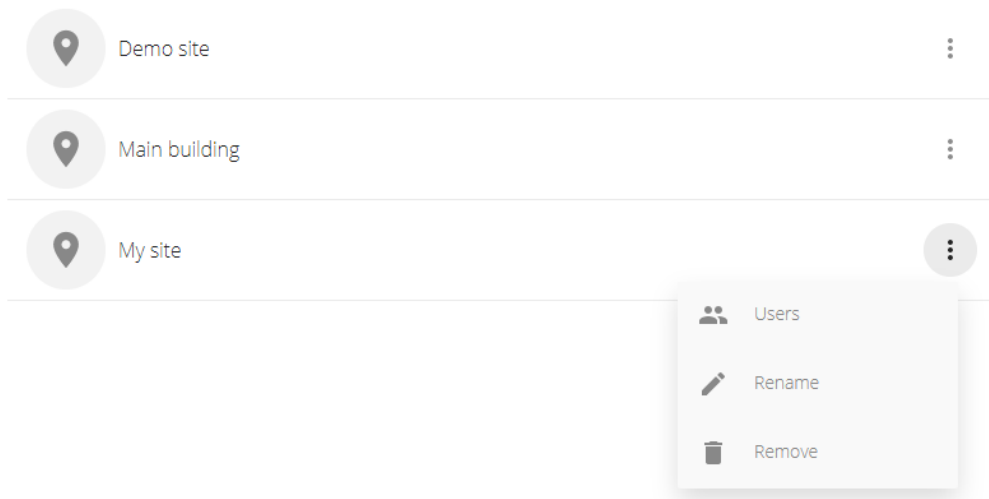 Demo site
Main building
My site
Users
Rename
Remove